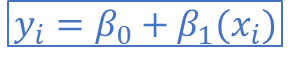 yᵢ = β₀ + β₁(xᵢ)